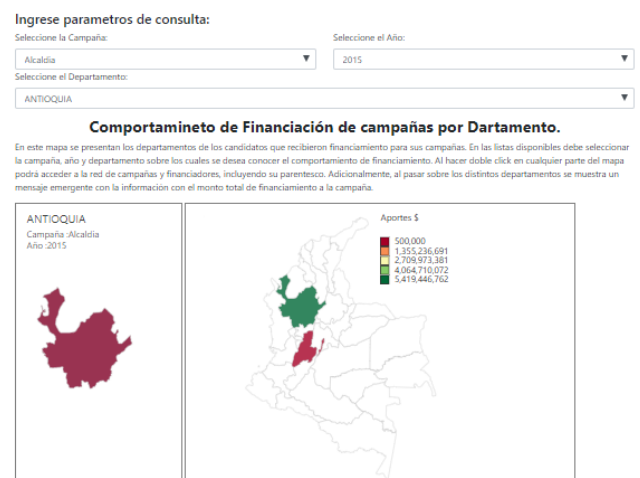 Ingrese parametros de consulta:
Seleccione la Campaña:
Seleccione el Año:
Alcaldia
2015
Seleccione el Departamento:
ANTIOQUIA
Comportamineto de Financiación de campañas por Dartamento.
En este mapa se presentan los departamentos de los candidatos que recibieron financiamiento para sus campañas. En las listas disponibles debe seleccionar
la campaña, año y departamento sobre los cuales se desea conocer el comportamiento de financiamiento. Al hacer doble click en cualquier parte del mapa
podrá acceder a la red de campañas y financiadores, incluyendo su parentesco. Adicionalmente, al pasar sobre los distintos departamentos se muestra un
mensaje emergente con la información con el monto total de financiamiento a la campaña.
ANTIOQUIA
Campaña :Alcaldia
Año :2015
Aportes $
500,000
1,355,236,691
2,709,973,381
4,064,710,072
5,419,446,762